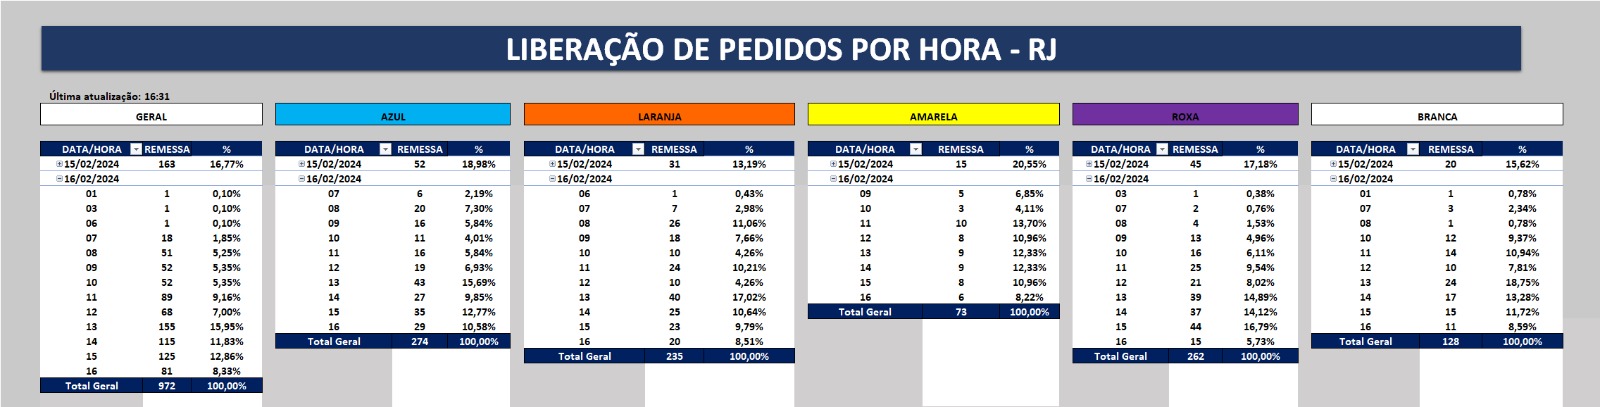 LIBERAÇÃO DE PEDIDOS POR HORA - RJ
Última atualização: 16:31
GERAL
DATA/HORA REMESSA %
15/02/2024 163 16,77%
16/02/2024
01 1 0,10%
03 1 0,10%
06 1 0,10%
07 18 1,85%
08 51 5,25%
09 52 5,35%
10 52 5,35%
11 89 9,16%
12 68 7,00%
13 155 15,95%
14 115 11,83%
15 125 12,86%
16 81 8,33%
Total Geral 972 100,00%
AZUL
DATA/HORA REMESSA %
15/02/2024 52 18,98%
16/02/2024
07 6 2,19%
08 20 7,30%
09 16 5,84%
10 11 4,01%
11 16 5,84%
12 19 6,93%
13 43 15,69%
14 27 9,85%
15 35 12,77%
16 29 10,58%
Total Geral 274 100,00%
LARANJA
DATA/HORA REMESSA %
15/02/2024 31 13,19%
16/02/2024
06 1 0,43%
07 7 2,98%
08 26 11,06%
09 18 7,66%
10 10 4,26%
11 24 10,21%
12 10 4,26%
13 40 17,02%
14 25 10,64%
15 23 9,79%
16 20 8,51%
Total Geral 235 100,00%
AMARELA
DATA/HORA REMESSA %
15/02/2024 15 20,55%
16/02/2024
09 5 6,85%
10 3 4,11%
11 10 13,70%
12 8 10,96%
13 9 12,33%
14 9 12,33%
15 8 10,96%
16 6 8,22%
Total Geral 73 100,00%
ROXA
DATA/HORA REMESSA %
15/02/2024 45 17,18%
16/02/2024
03 1 0,38%
07 2 0,76%
08 4 1,53%
09 13 4,96%
10 16 6,11%
11 25 9,54%
12 21 8,02%
13 39 14,89%
14 37 14,12%
15 44 16,79%
16 15 5,73%
Total Geral 262 100,00%
BRANCA
DATA/HORA REMESSA %
15/02/2024 20 15,62%
16/02/2024
01 1 0,78%
07 3 2,34%
08 1 0,78%
10 12 9,37%
11 14 10,94%
12 10 7,81%
13 24 18,75%
14 17 13,28%
15 15 11,72%
16 11 8,59%
Total Geral 128 100,00%